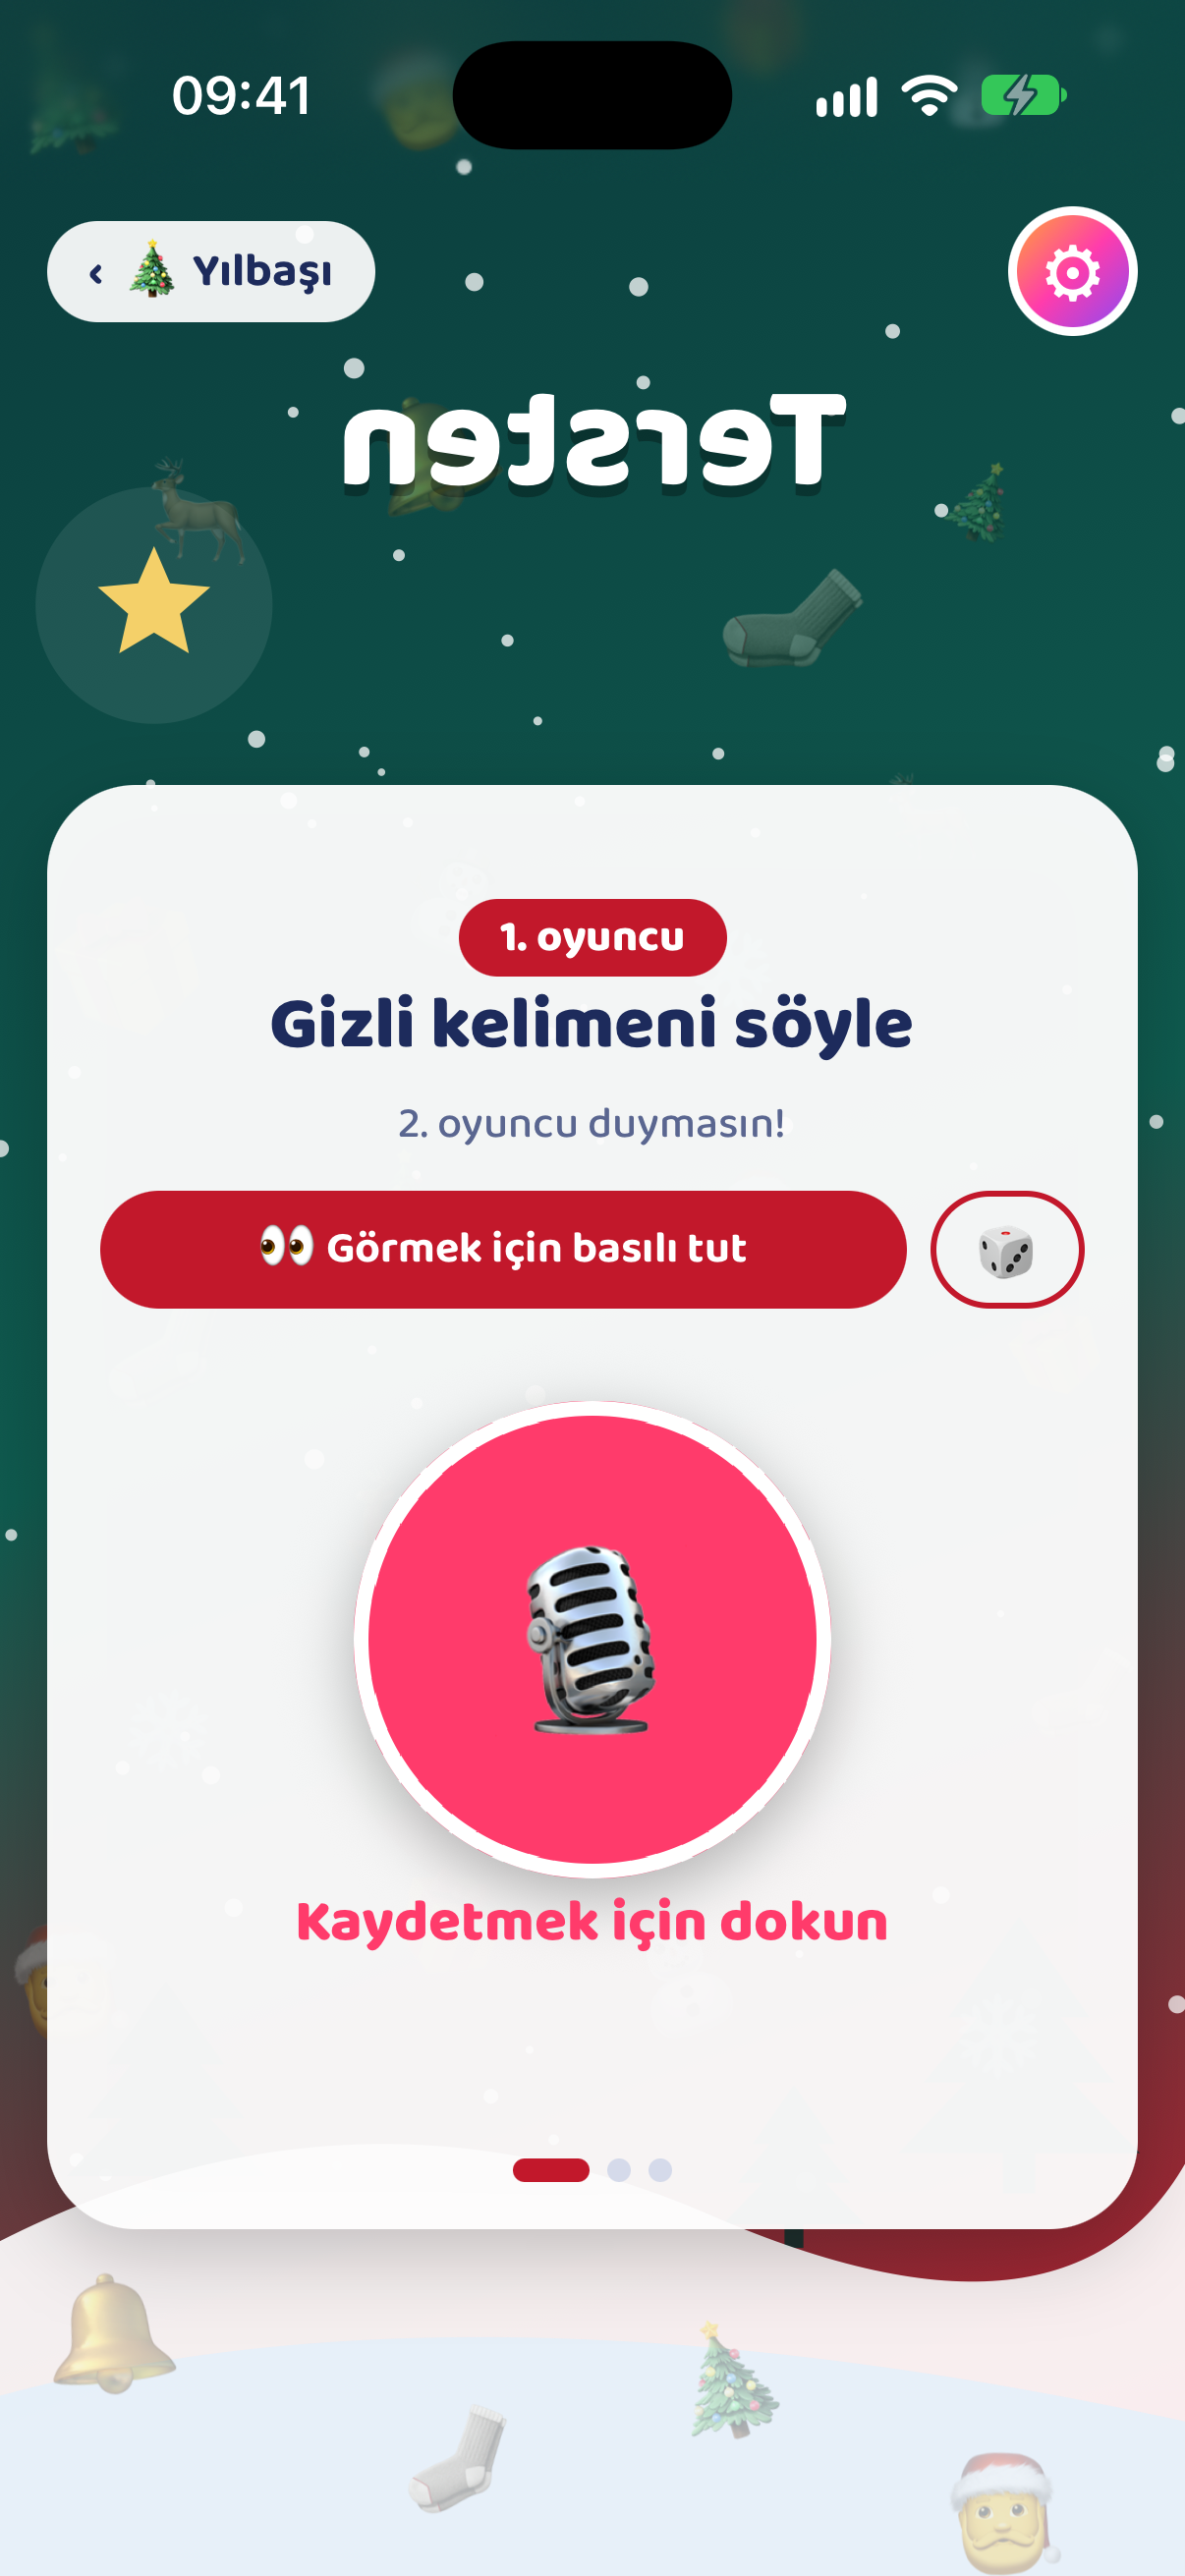 09:41
‹ 🎄 Yılbaşı
Tersten
1. oyuncu
Gizli kelimeni söyle
2. oyuncu duymasın!
👀 Görmek için basılı tut
Kaydetmek için dokun